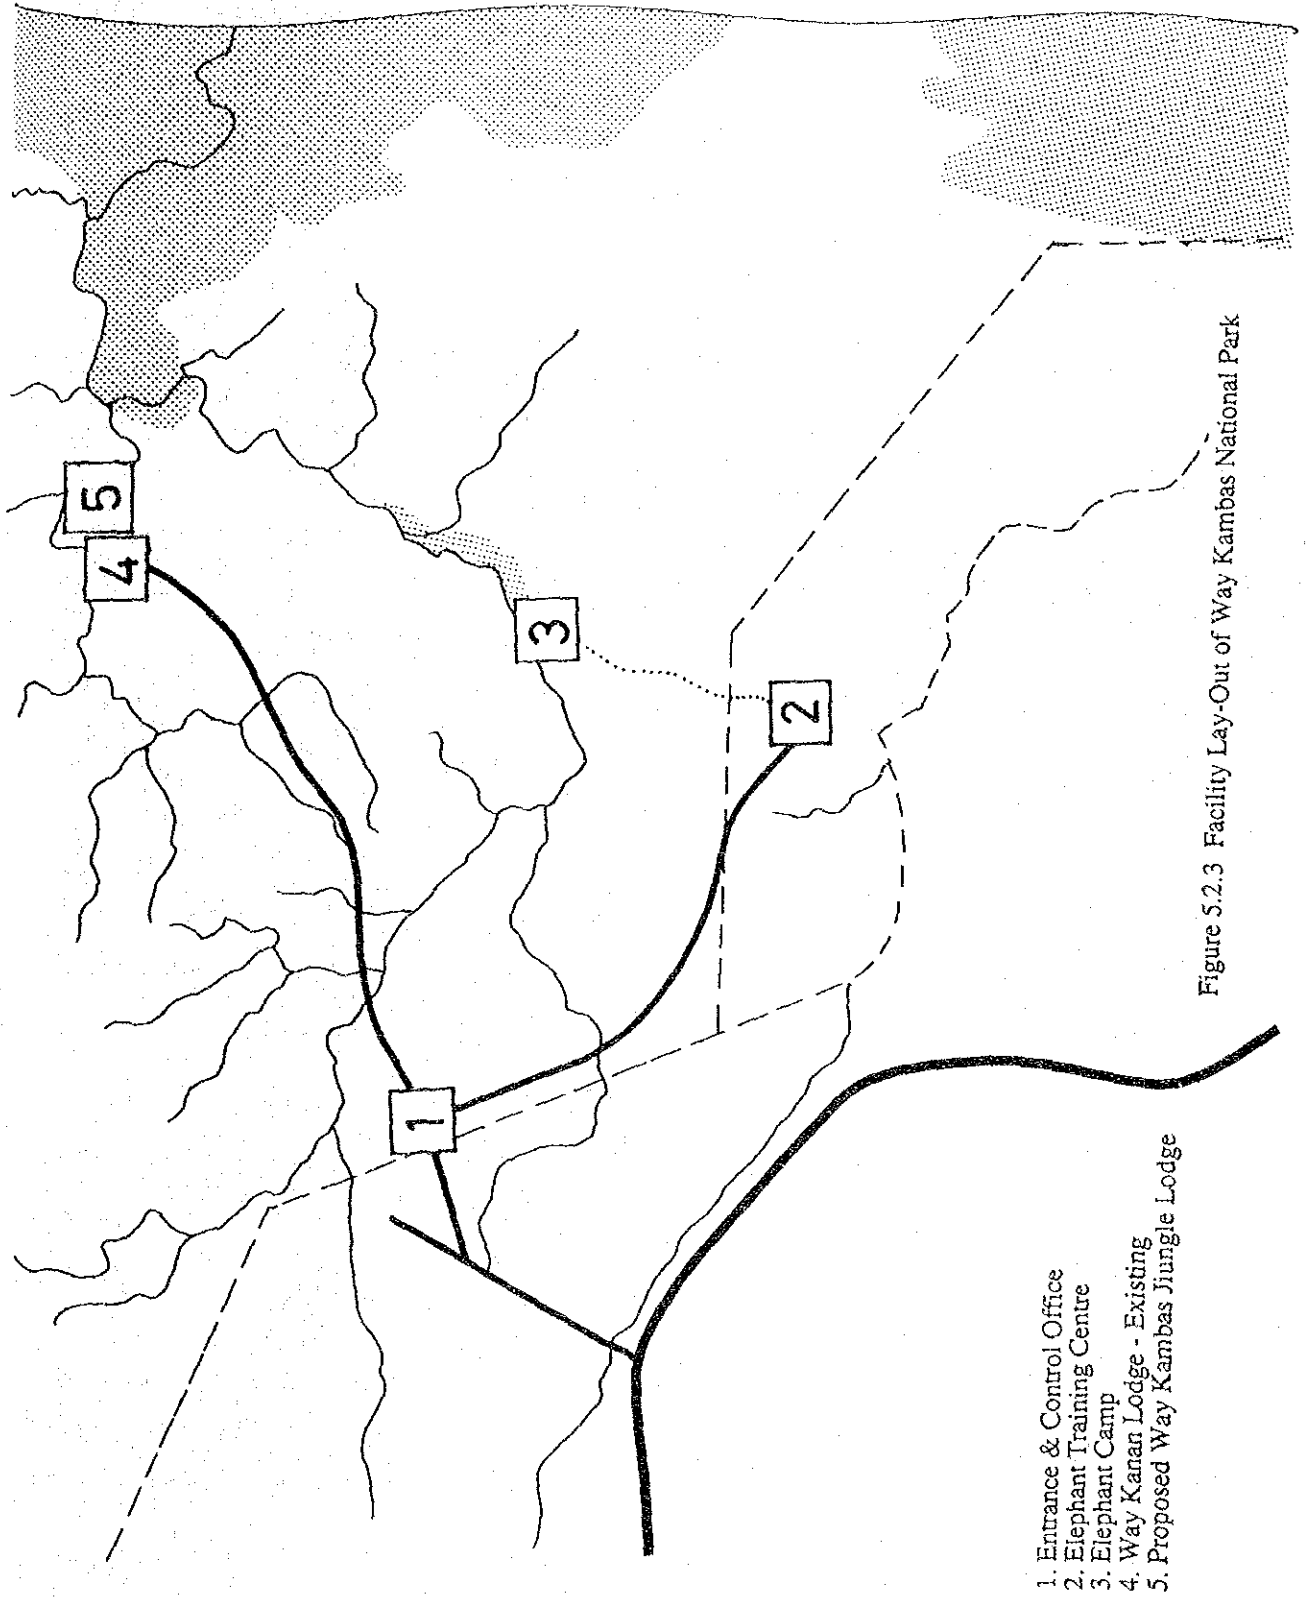 5
4
3
2
1
1. Entrance & Control Office
2. Elephant Training Centre
3. Elephant Camp
4. Way Kanan Lodge - Existing
5. Proposed Way Kambas Jiungle Lodge
Figure 5.2.3 Facility Lay-Out of Way Kambas National Park